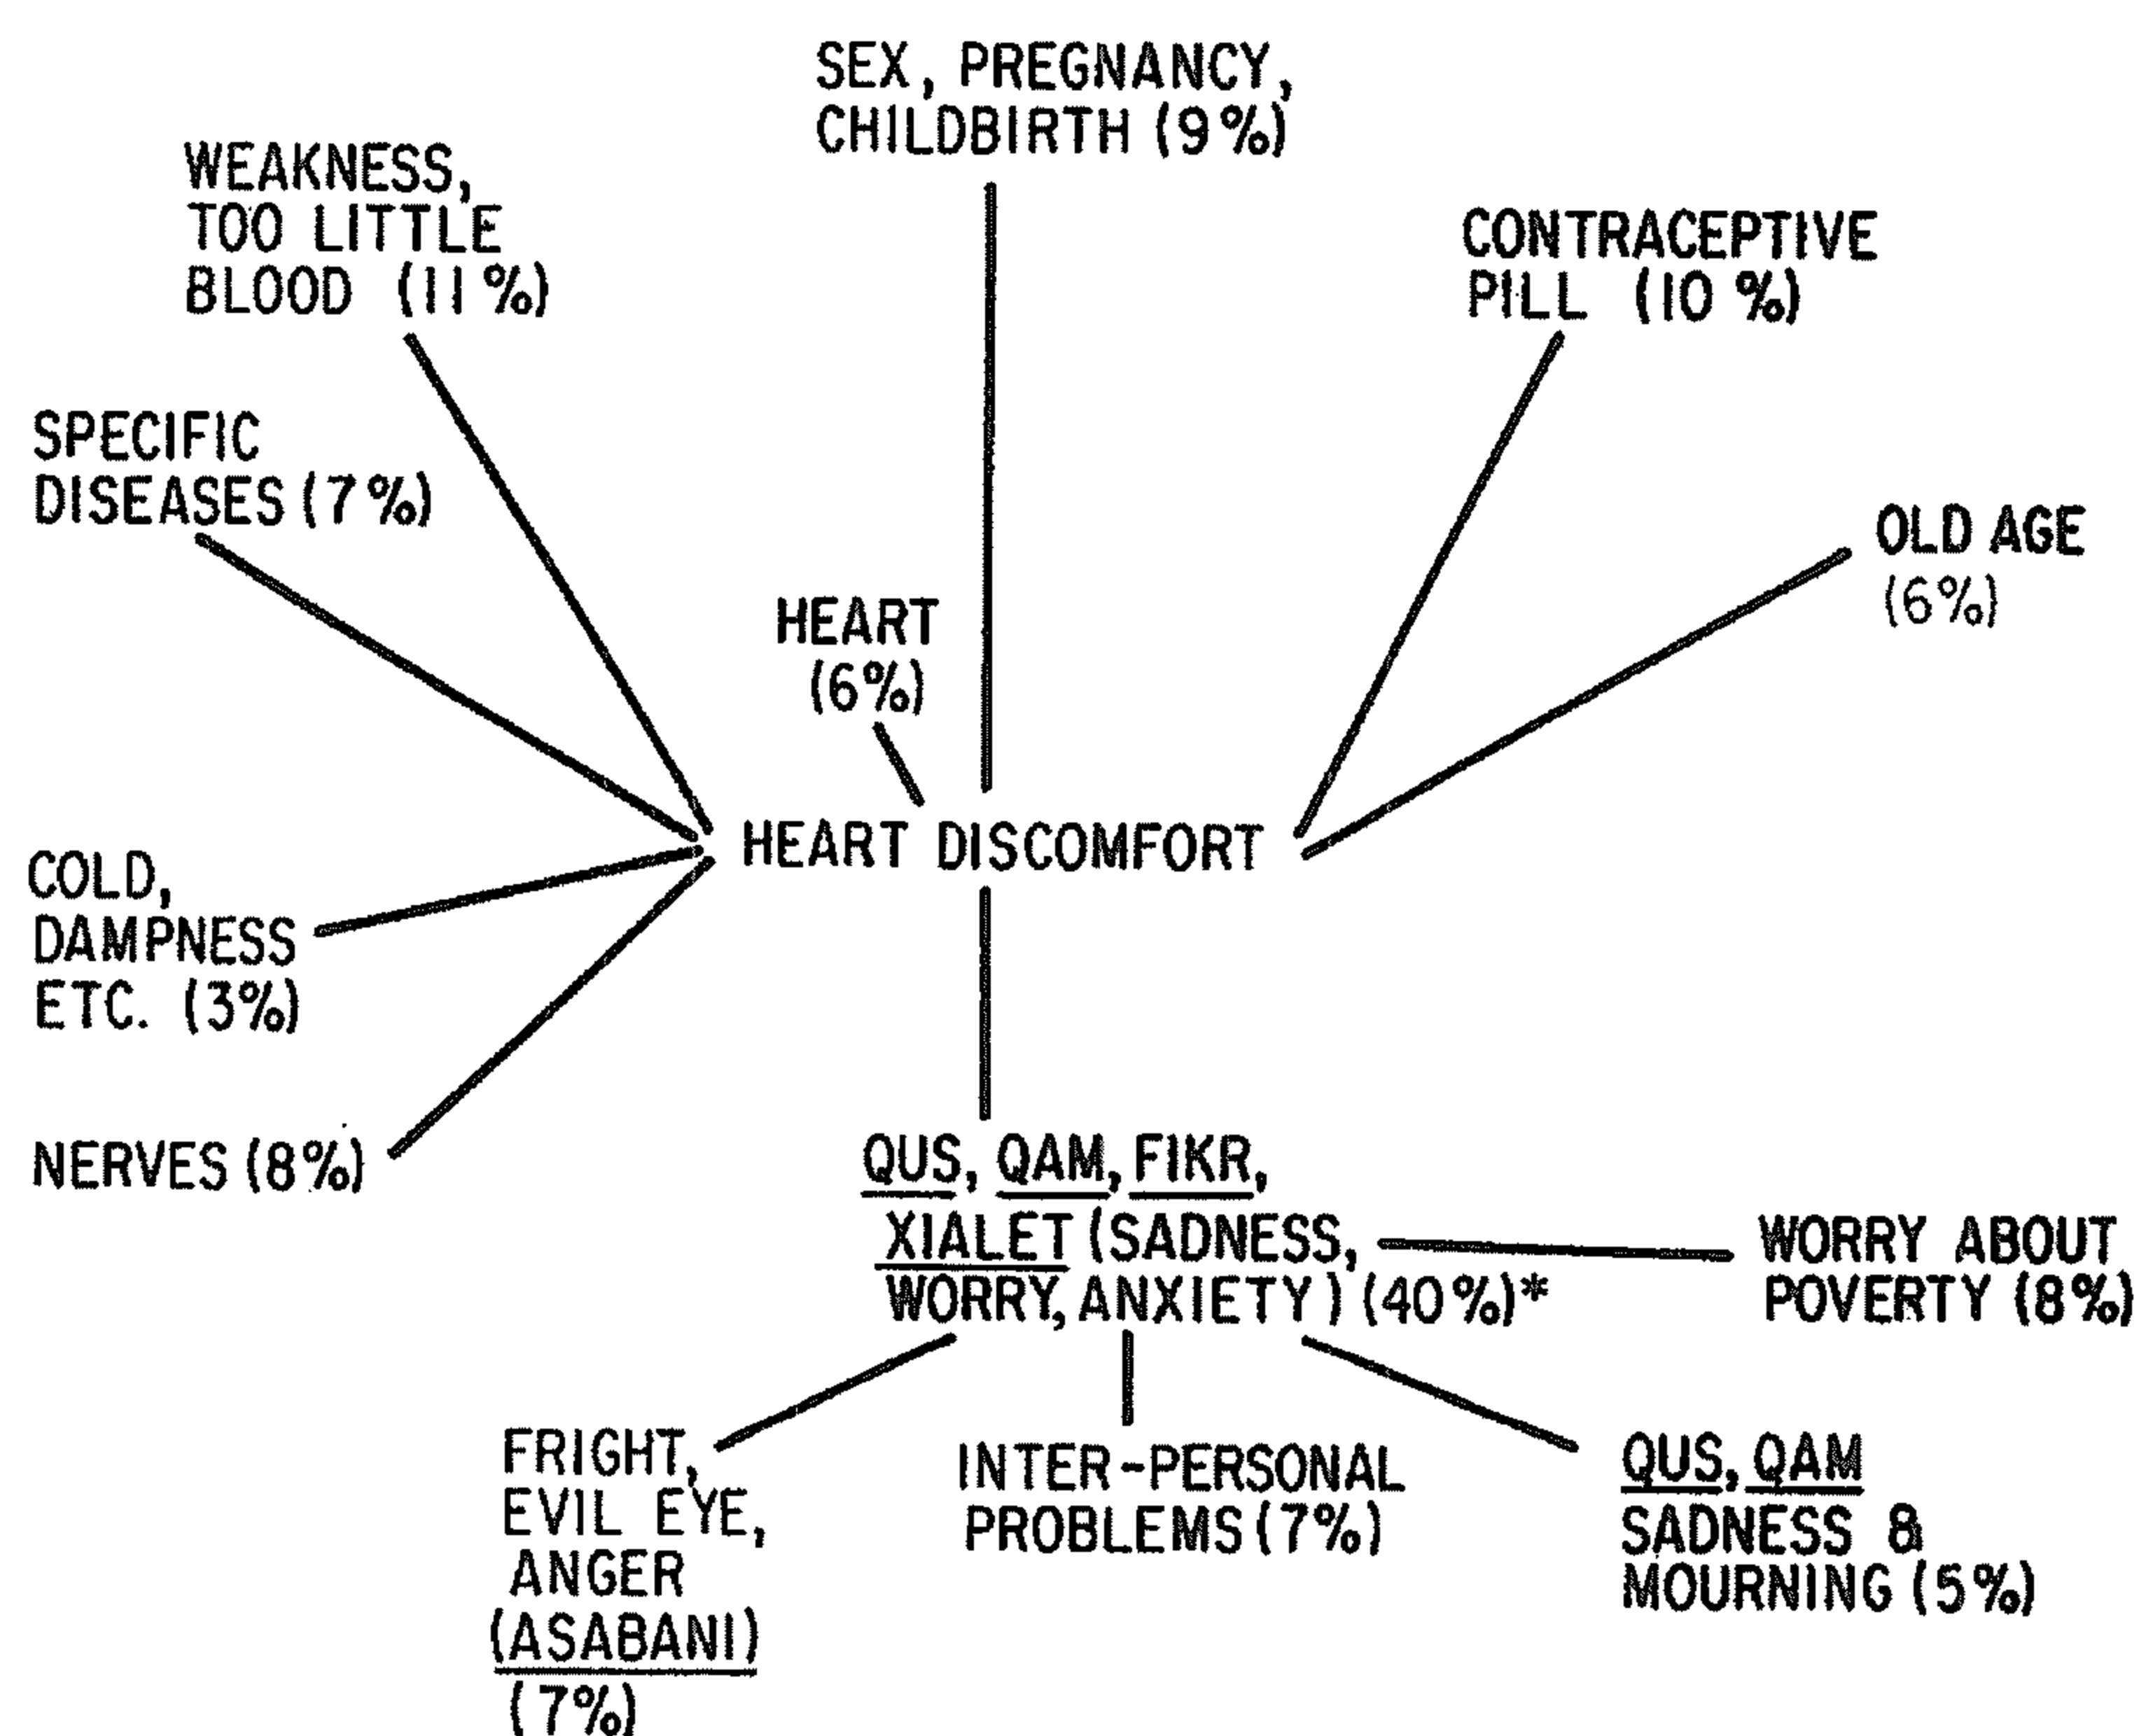 SEX, PREGNANCY,
CHILDBIRTH (9%)
WEAKNESS,
TOO LITTLE
BLOOD (11%)
CONTRACEPTIVE
PILL (10%)
SPECIFIC
DISEASES (7%)
OLD AGE
(6%)
HEART
(6%)
HEART DISCOMFORT
COLD,
DAMPNESS
ETC. (3%)
NERVES (8%)
QUS, QAM, FIKR,
XIALET (SADNESS,
WORRY, ANXIETY) (40%)*
WORRY ABOUT
POVERTY (8%)
FRIGHT,
EVIL EYE,
ANGER
(ASABANI)
(7%)
INTER-PERSONAL
PROBLEMS (7%)
QUS, QAM
SADNESS &
MOURNING (5%)